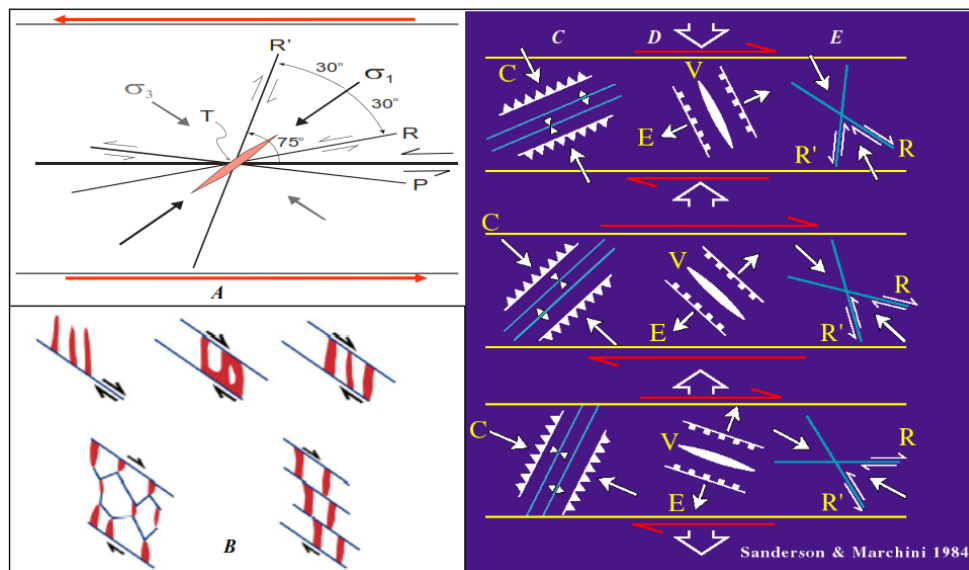 R'
30°
σ1
σ3
30°
T
75°
R
P
A
B
C D E
C
V
E
R'
R
C
V
E
R
R'
C
V
E
R
R'
Sanderson & Marchini 1984